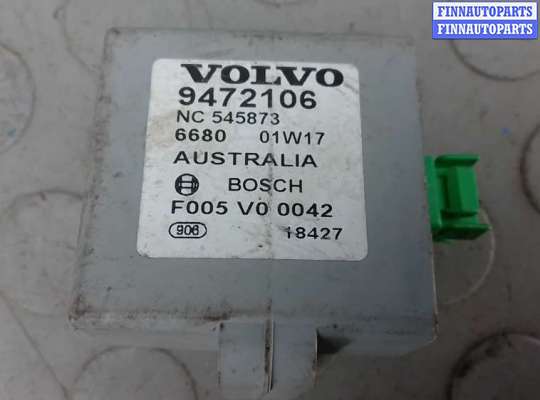 FINNAUTOPARTS
FINNAUTOPARTS
VOLVO
9472106
NC 545873
6680 01W17
AUSTRALIA
BOSCH
F005 V0 0042
906 18427